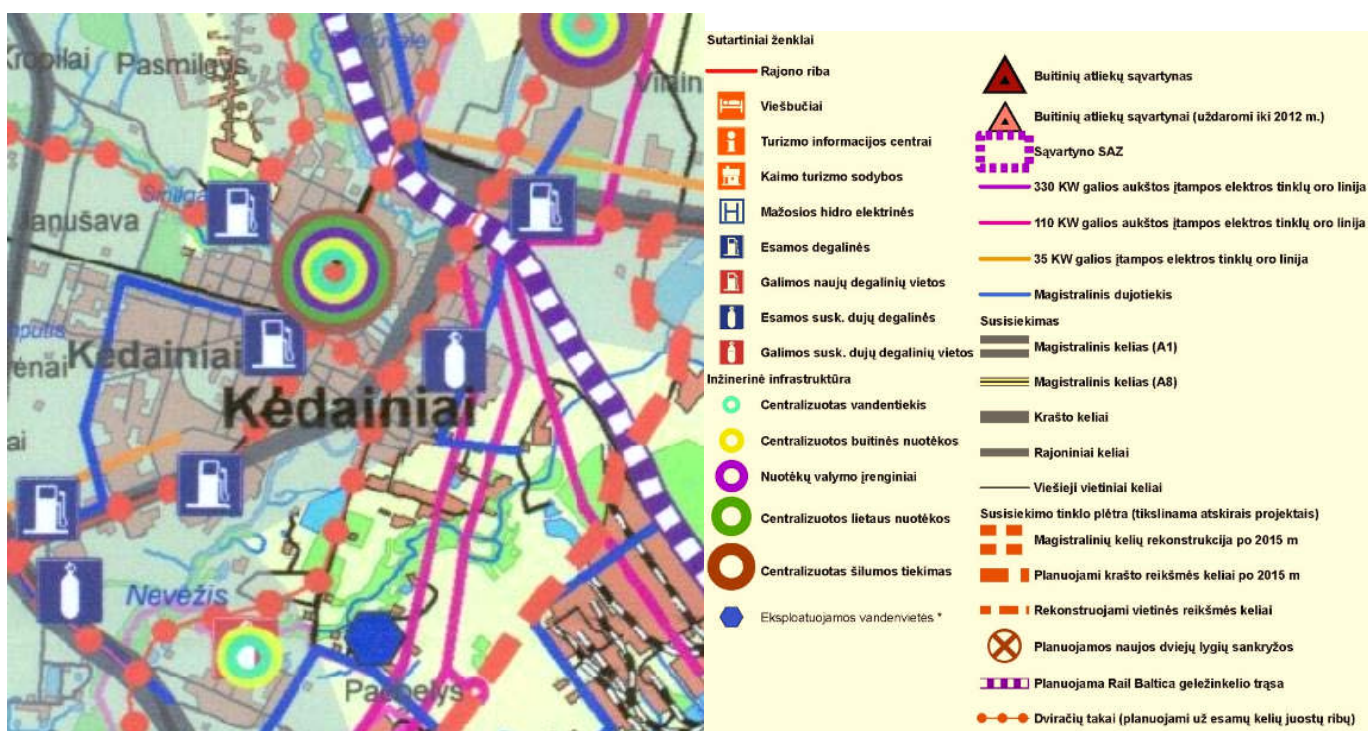 Pasmilgys
Smilga
Janušava
Kėdainiai
Kėdainiai
Nevėžis
Sutartiniai ženklai
Rajono riba
Viešbučiai
Turizmo informacijos centrai
Kaimo turizmo sodybos
Mažosios hidro elektrinės
Esamos degalinės
Galimos naujų degalinių vietos
Esamos susk. dujų degalinės
Galimos susk. dujų degalinių vietos
Inžinerinė infrastruktūra
Centralizuotas vandentiekis
Centralizuotos buitinės nuotėkos
Nuotėkų valymo įrenginiai
Centralizuotos lietaus nuotėkos
Centralizuotas šilumos tiekimas
Eksploatuojamos vandenvietės *
Buitinių atliekų sąvartynas
Buitinių atliekų sąvartynai (uždaromi iki 2012 m.)
Sąvartyno SAZ
330 KW galios aukštos įtampos elektros tinklų oro linija
110 KW galios aukštos įtampos elektros tinklų oro linija
35 KW galios įtampos elektros tinklų oro linija
Magistralinis dujotiekis
Susisiekimas
Magistralinis kelias (A1)
Magistralinis kelias (A8)
Krašto keliai
Rajoniniai keliai
Viešieji vietiniai keliai
Susisiekimo tinklo plėtra (tikslinama atskirais projektais)
Magistralinių kelių rekonstrukcija po 2015 m
Planuojami krašto reikšmės keliai po 2015 m
Rekonstruojami vietinės reikšmės keliai
Planuojamos naujos dviejų lygių sankryžos
Planuojama Rail Baltica geležinkelio trąsa
Dviračių takai (planuojami už esamų kelių juostų ribų)